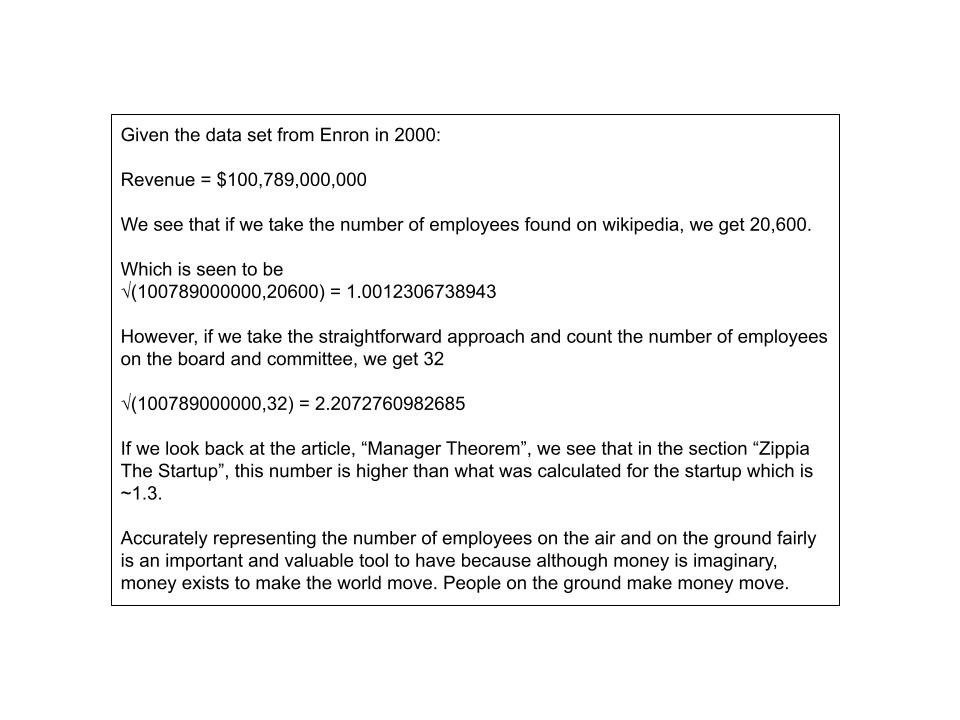 Given the data set from Enron in 2000:
Revenue = $100,789,000,000
We see that if we take the number of employees found on wikipedia, we get 20,600.
Which is seen to be
√(100789000000,20600) = 1.0012306738943
However, if we take the straightforward approach and count the number of employees
on the board and committee, we get 32
√(100789000000,32) = 2.2072760982685
If we look back at the article, “Manager Theorem”, we see that in the section “Zippia
The Startup”, this number is higher than what was calculated for the startup which is
~1.3.
Accurately representing the number of employees on the air and on the ground fairly
is an important and valuable tool to have because although money is imaginary,
money exists to make the world move. People on the ground make money move.